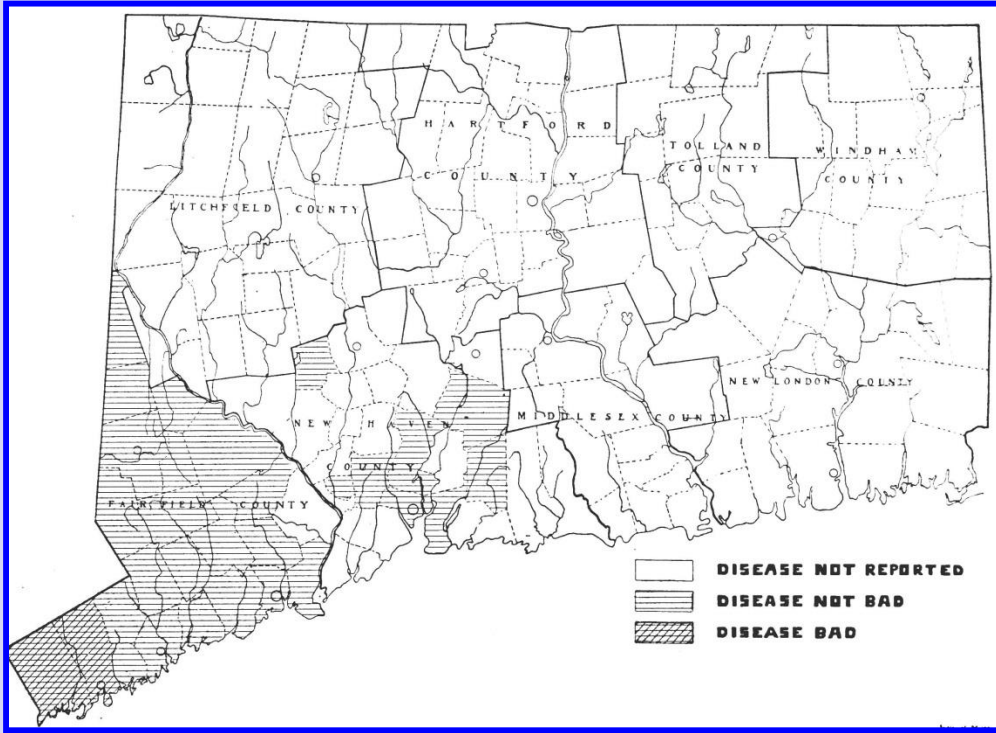 HARTFORD
COUNTY
TOLLAND
COUNTY
WINDHAM
COUNTY
LITCHFIELD COUNTY
NEW LONDON COUNTY
MIDDLESEX COUNTY
NEW HAVEN
COUNTY
FAIRFIELD COUNTY
DISEASE NOT REPORTED
DISEASE NOT BAD
DISEASE BAD